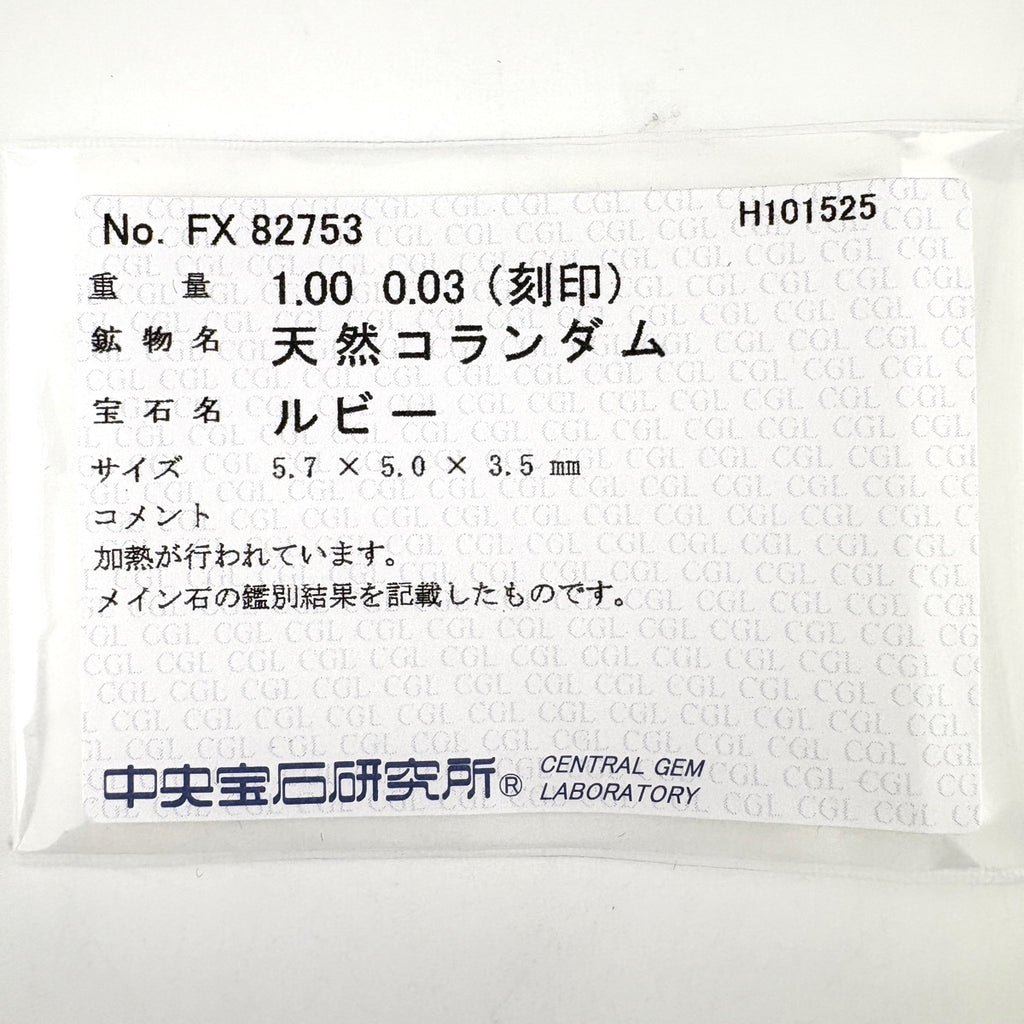 No. FX 82753 H101525
重量 1.00 0.03 (刻印)
鉱物名 天然コランダム
宝石名 ルビー
サイズ 5.7 × 5.0 × 3.5 mm
コメント
加熱が行われています。
メイン石の鑑別結果を記載したものです。
中央宝石研究所® CENTRAL GEM
LABORATORY